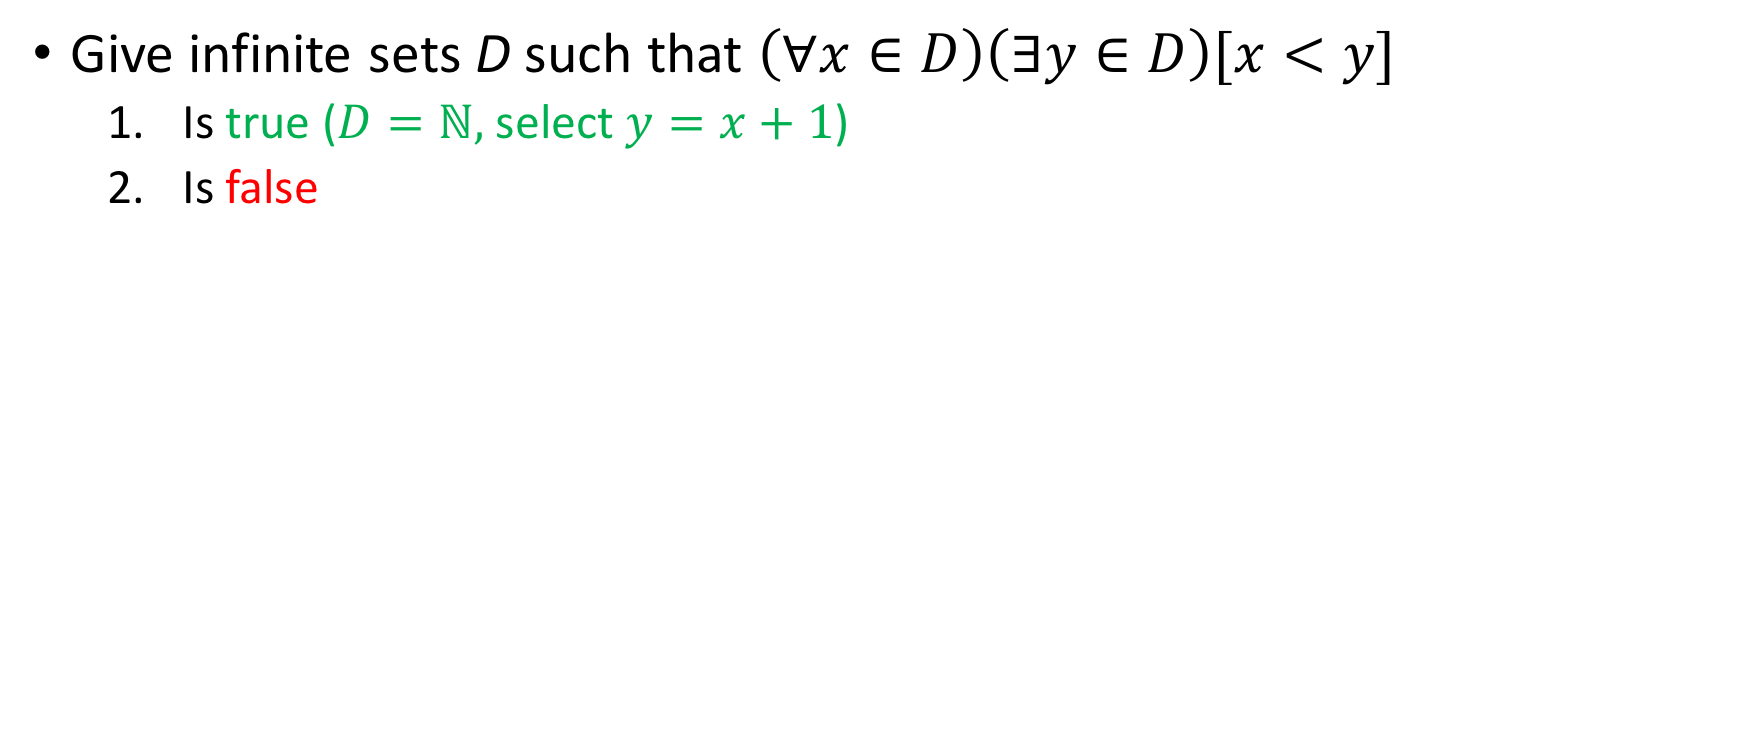 • Give infinite sets D such that (∀x ∈ D)(∃y ∈ D)[x < y]
1. Is true (D = ℕ, select y = x + 1)
2. Is false